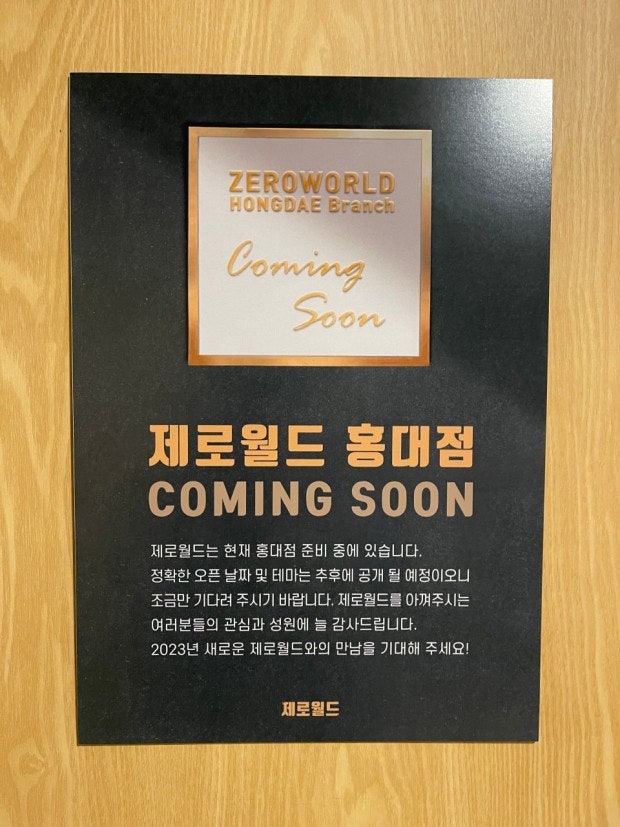 ZEROWORLD
HONGDAE Branch
Coming
Soon
제로월드 홍대점
COMING SOON
제로월드는 현재 홍대점 준비 중에 있습니다.
정확한 오픈 날짜 및 테마는 추후에 공개 될 예정이오니
조금만 기다려 주시기 바랍니다. 제로월드를 아껴주시는
여러분들의 관심과 성원에 늘 감사드립니다.
2023년 새로운 제로월드와의 만남을 기대해 주세요!
제로월드